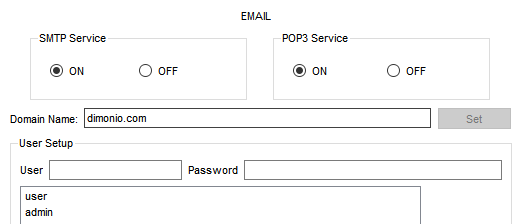 EMAIL
SMTP Service POP3 Service
ON OFF ON OFF
Domain Name: dimonio.com Set
User Setup
User Password
user
admin